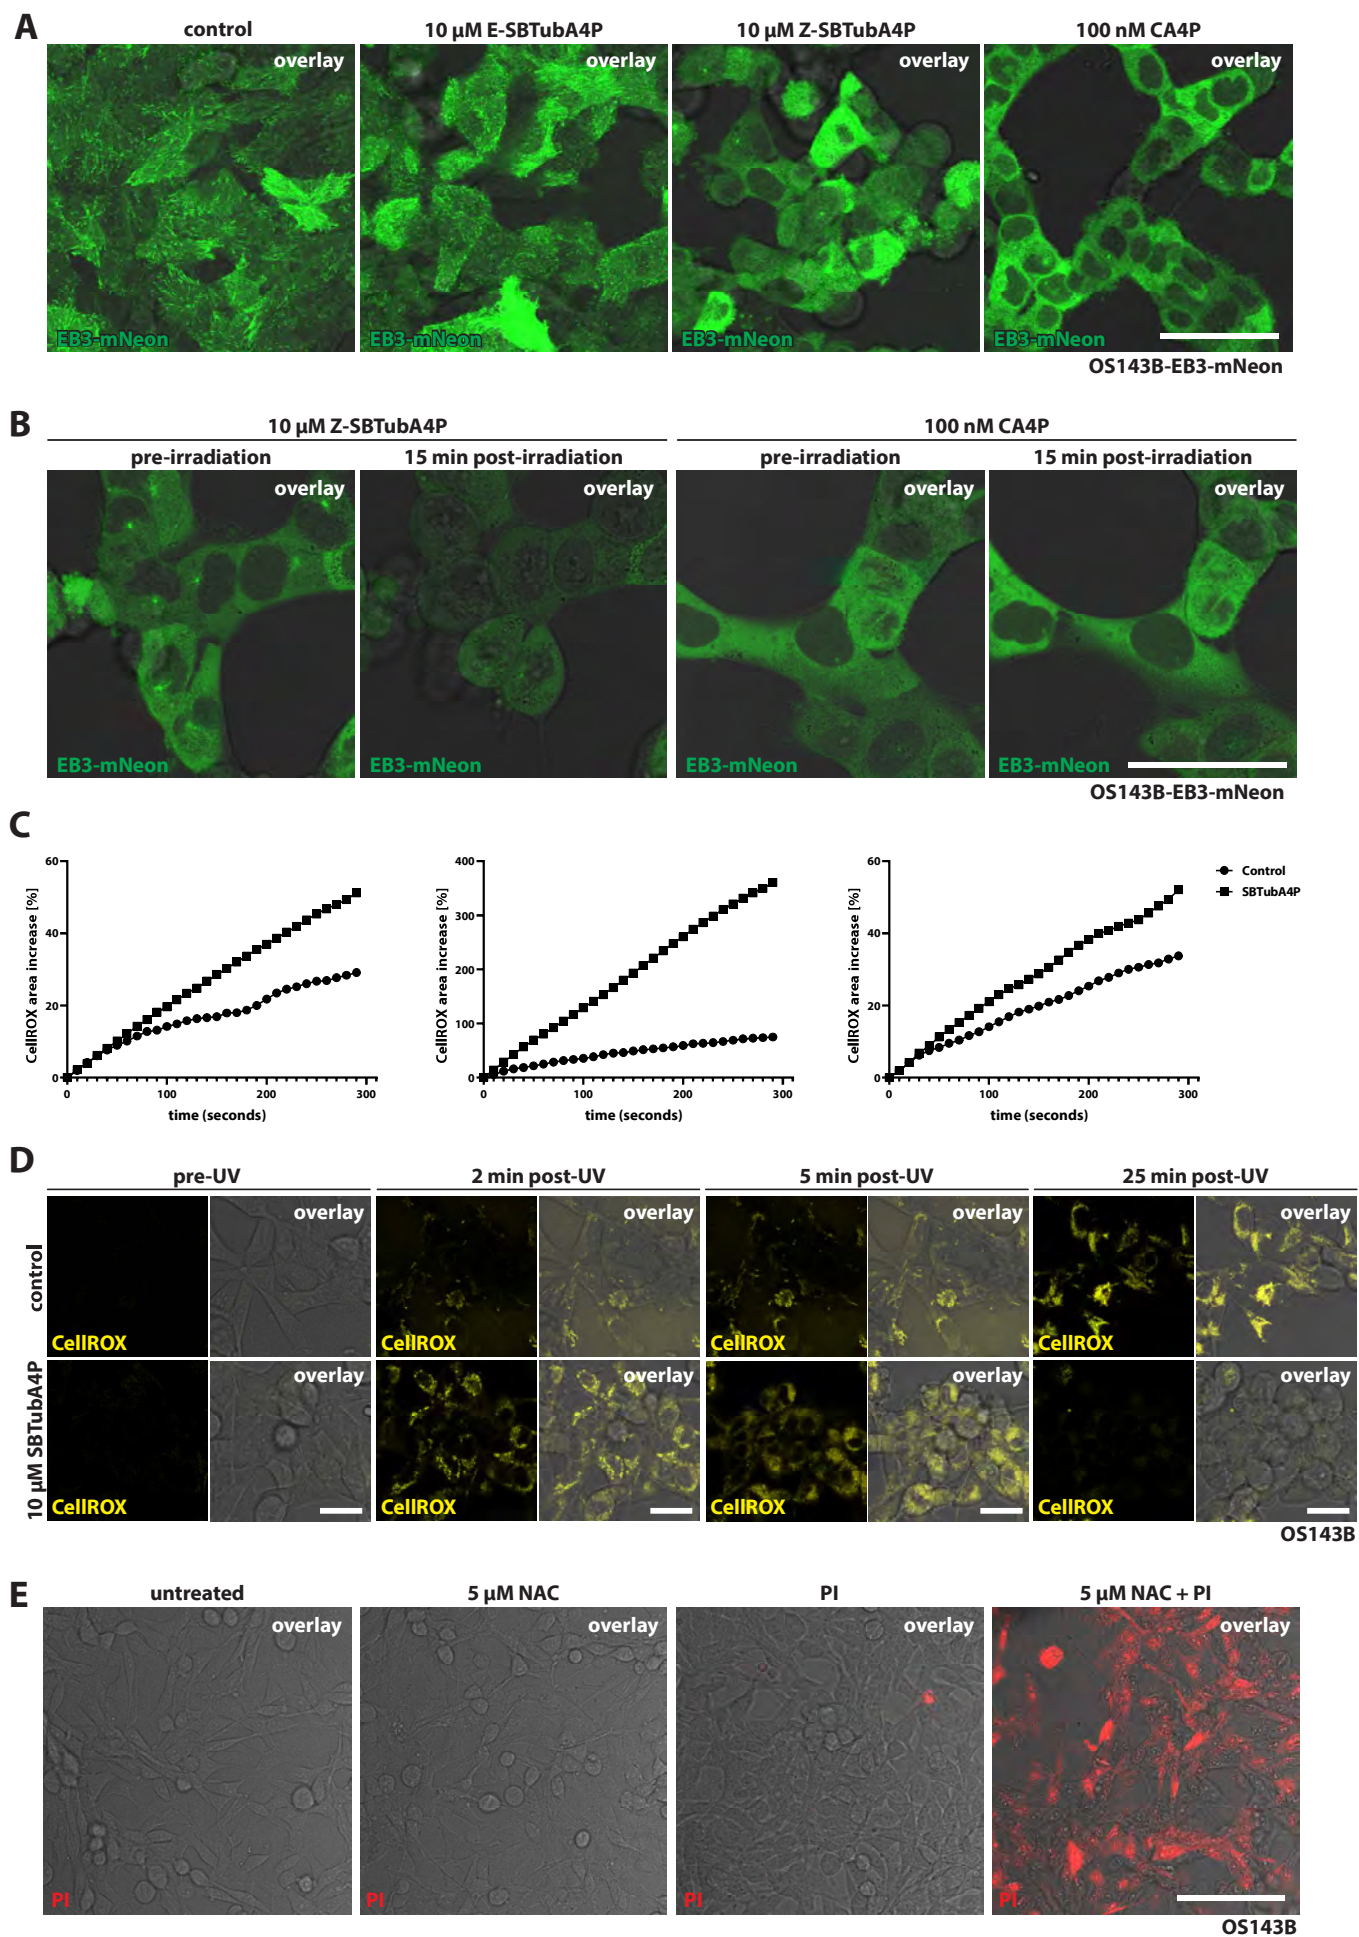 A
control
10 µM E-SBTubA4P
10 µM Z-SBTubA4P
100 nM CA4P
overlay
overlay
overlay
overlay
EB3-mNeon
EB3-mNeon
EB3-mNeon
EB3-mNeon
OS143B-EB3-mNeon
B
10 µM Z-SBTubA4P
100 nM CA4P
pre-irradiation
15 min post-irradiation
pre-irradiation
15 min post-irradiation
overlay
overlay
overlay
overlay
EB3-mNeon
EB3-mNeon
EB3-mNeon
EB3-mNeon
OS143B-EB3-mNeon
C
CellROX area increase [%]
60
40
20
0
0
100
200
300
time (seconds)
CellROX area increase [%]
400
300
200
100
0
0
100
200
300
time (seconds)
CellROX area increase [%]
60
40
20
0
0
100
200
300
time (seconds)
Control
SBTubA4P
D
pre-UV
2 min post-UV
5 min post-UV
25 min post-UV
control
overlay
overlay
overlay
overlay
CellROX
CellROX
CellROX
CellROX
10 µM SBTubA4P
overlay
overlay
overlay
overlay
CellROX
CellROX
CellROX
CellROX
OS143B
E
untreated
5 µM NAC
PI
5 µM NAC + PI
overlay
overlay
overlay
overlay
PI
PI
PI
PI
OS143B